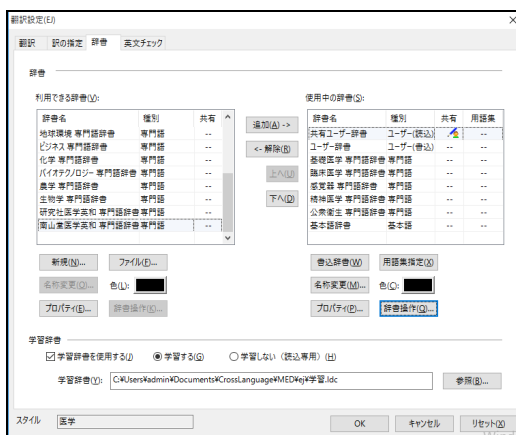 翻訳設定(EJ)
翻訳 訳の指定 辞書 英文チェック
辞書
利用できる辞書(V): 使用中の辞書(S):
辞書名 種別 共有
地球環境 専門語辞書 専門語 --
ビジネス 専門語辞書 専門語 --
化学 専門語辞書 専門語 --
バイオテクノロジー 専門語辞書 専門語 --
農学 専門語辞書 専門語 --
生物学 専門語辞書 専門語 --
研究社医学英和 専門語辞書 専門語 --
南山堂医学英和 専門語辞書 専門語 --
追加(A) ->
<- 解除(R)
上へ(U)
下へ(D)
辞書名 種別 共有 用語集
共有ユーザー辞書 ユーザー(読込) --
ユーザー辞書 ユーザー(書込) -- --
基礎医学 専門語辞書 専門語 -- --
臨床医学 専門語辞書 専門語 -- --
感覚器 専門語辞書 専門語 -- --
精神医学 専門語辞書 専門語 -- --
公衆衛生 専門語辞書 専門語 -- --
基本語辞書 基本語 -- --
新規(N)... ファイル(F)...
名称変更(O)... 色(L):
プロパティ(E)... 辞書操作(K)...
書込辞書(W) 用語集指定(X)
名称変更(M)... 色(C):
プロパティ(P)... 辞書操作(Q)...
学習辞書
学習辞書を使用する(J) 学習する(G) 学習しない（読込専用）(H)
学習辞書(Y): C:¥Users¥admin¥Documents¥CrossLanguage¥MED¥ej¥学習.ldc 参照(B)...
スタイル 医学 OK キャンセル リセット(X)